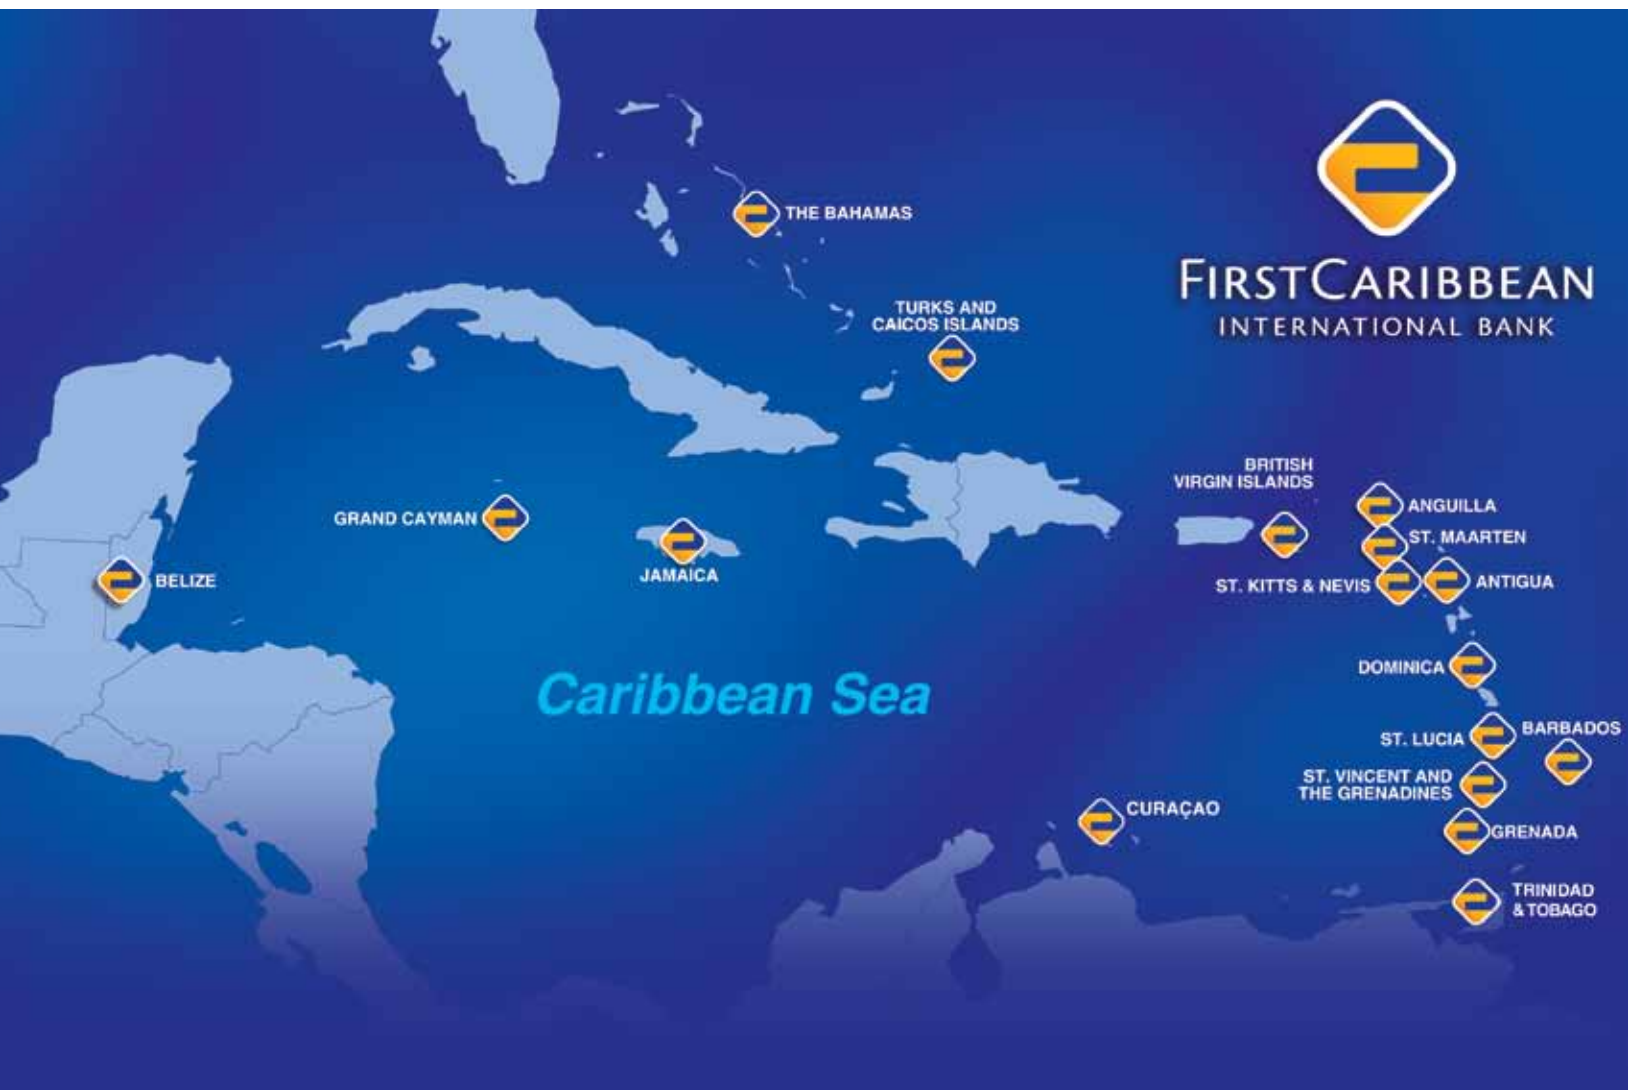 THE BAHAMAS
FIRSTCARIBBEAN
INTERNATIONAL BANK
TURKS AND
CAICOS ISLANDS
BRITISH
VIRGIN ISLANDS
GRAND CAYMAN
JAMAICA
BELIZE
ANGUILLA
ST. MAARTEN
ST. KITTS & NEVIS
ANTIGUA
DOMINICA
Caribbean Sea
ST. LUCIA
BARBADOS
ST. VINCENT AND
THE GRENADINES
CURAÇAO
GRENADA
TRINIDAD
& TOBAGO